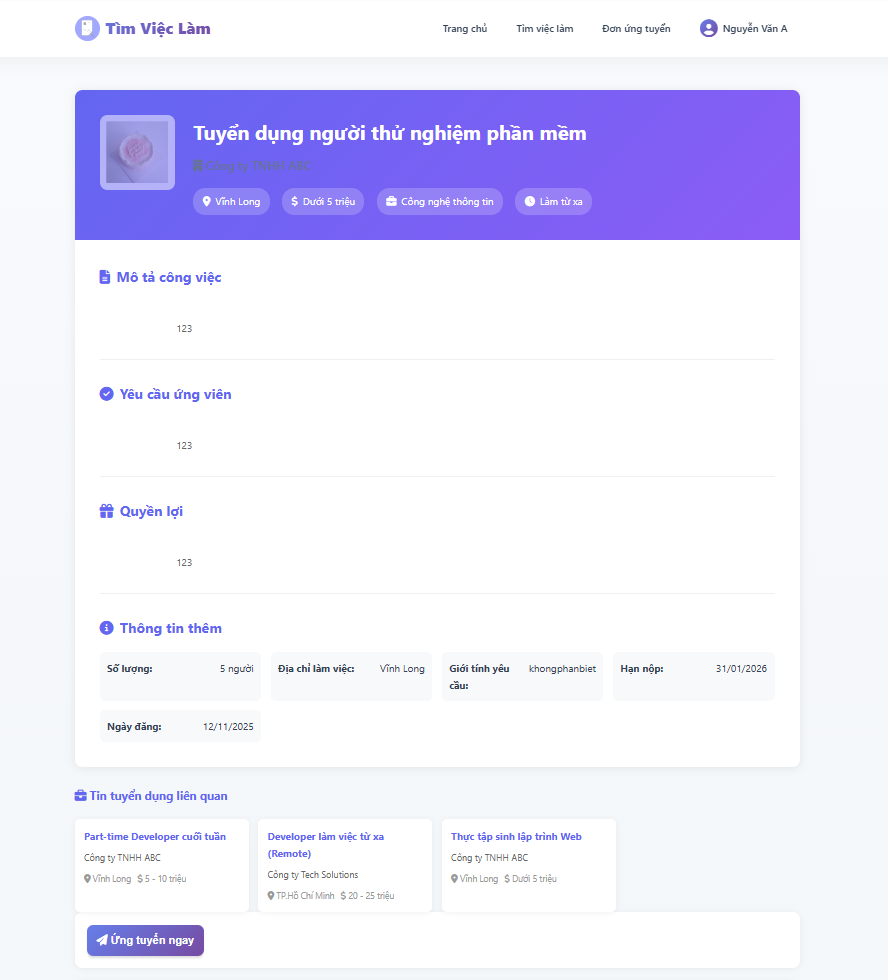 Tìm Việc Làm
Trang chủ
Tìm việc làm
Đơn ứng tuyển
Nguyễn Văn A
Tuyển dụng người thử nghiệm phần mềm
Công ty TNHH ABC
Vĩnh Long
$ Dưới 5 triệu
Công nghệ thông tin
Làm từ xa
Mô tả công việc
123
Yêu cầu ứng viên
123
Quyền lợi
123
Thông tin thêm
Số lượng: 5 người
Địa chỉ làm việc: Vĩnh Long
Giới tính yêu khongphanbiet
cầu:
Hạn nộp: 31/01/2026
Ngày đăng: 12/11/2025
Tin tuyển dụng liên quan
Part-time Developer cuối tuần
Công ty TNHH ABC
Vĩnh Long $ 5 - 10 triệu
Developer làm việc từ xa
(Remote)
Công ty Tech Solutions
TP.Hồ Chí Minh $ 20 - 25 triệu
Thực tập sinh lập trình Web
Công ty TNHH ABC
Vĩnh Long $ Dưới 5 triệu
Ứng tuyển ngay